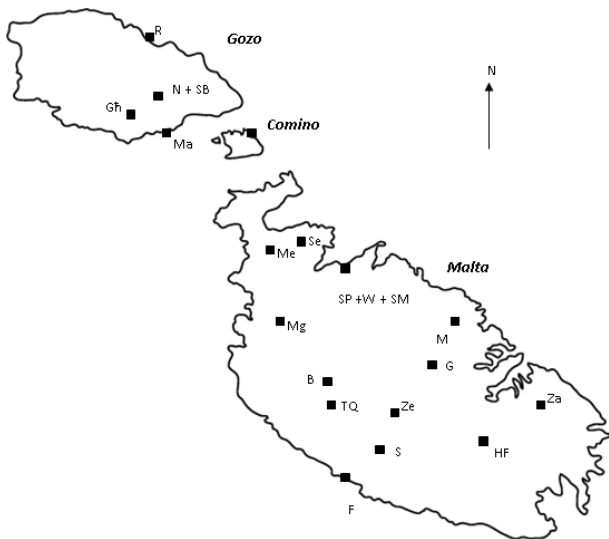 R
Gozo
N
N + SB
Għ
Comino
Ma
Se
Me
Malta
SP +W + SM
Mg
M
G
B
Za
TQ
Ze
S
HF
F